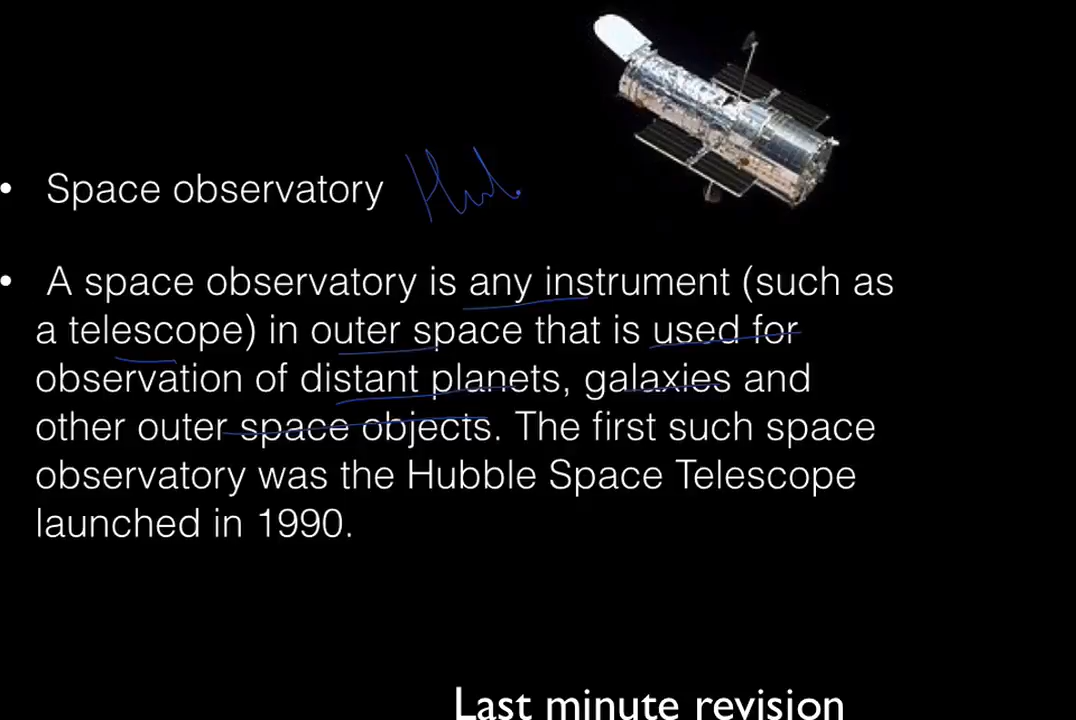 • Space observatory
• A space observatory is any instrument (such as
a telescope) in outer space that is used for
observation of distant planets, galaxies and
other outer space objects. The first such space
observatory was the Hubble Space Telescope
launched in 1990.
Last minute revision